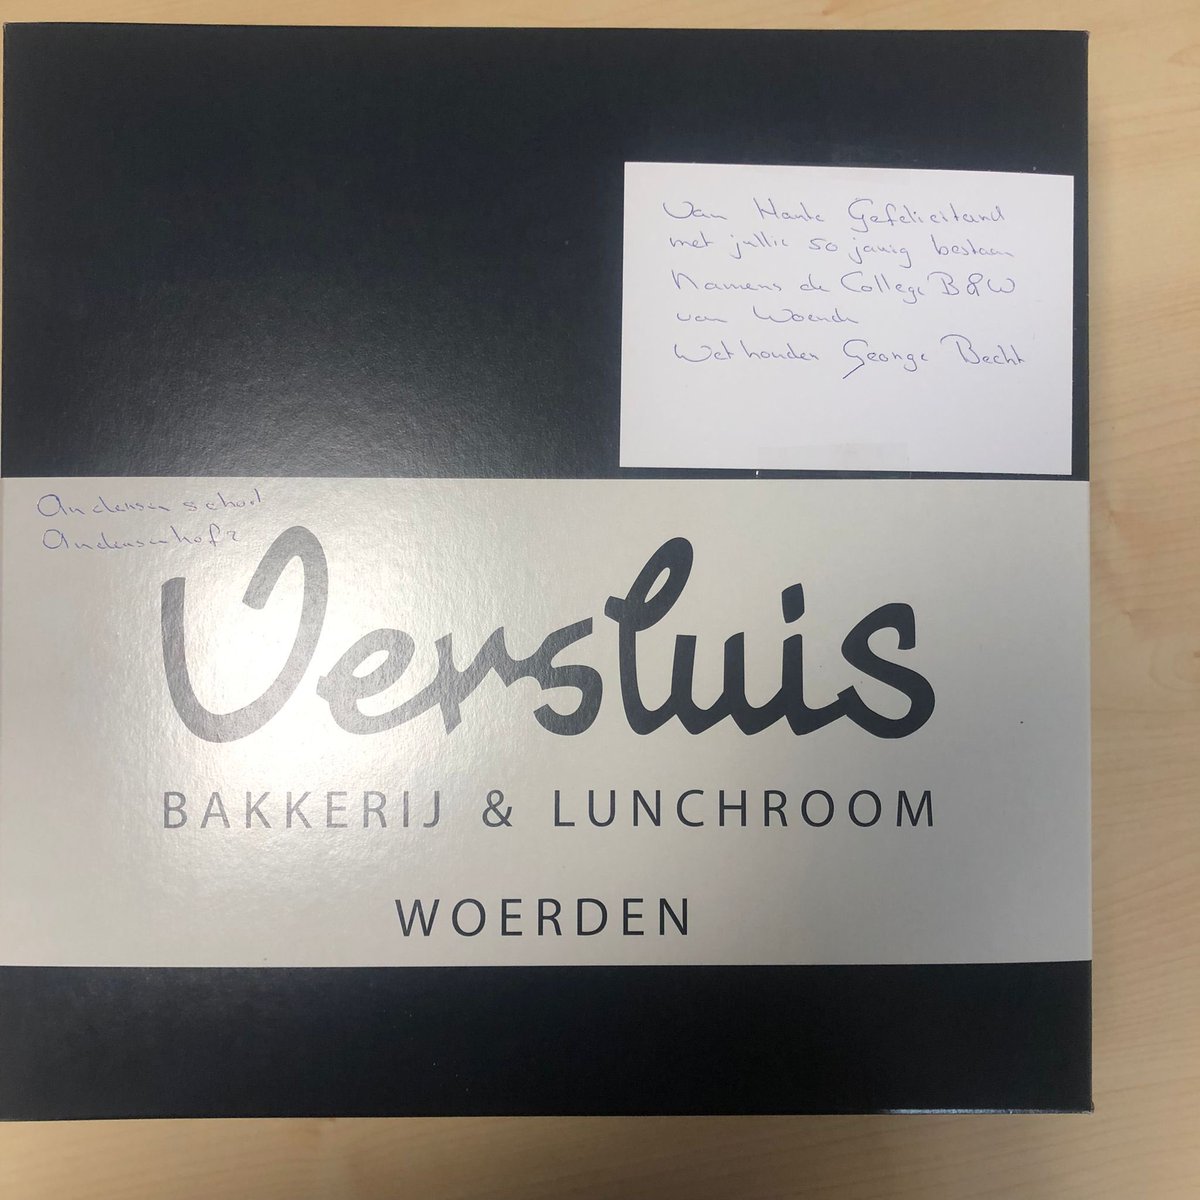 Van Harte Gefeliciteerd
met jullie 50 jarig bestaan
Namens de College B&W
van Woerden
Wethouder George Becht
Andersen school
Andersenhof 2
Versluis
BAKKERIJ & LUNCHROOM
WOERDEN